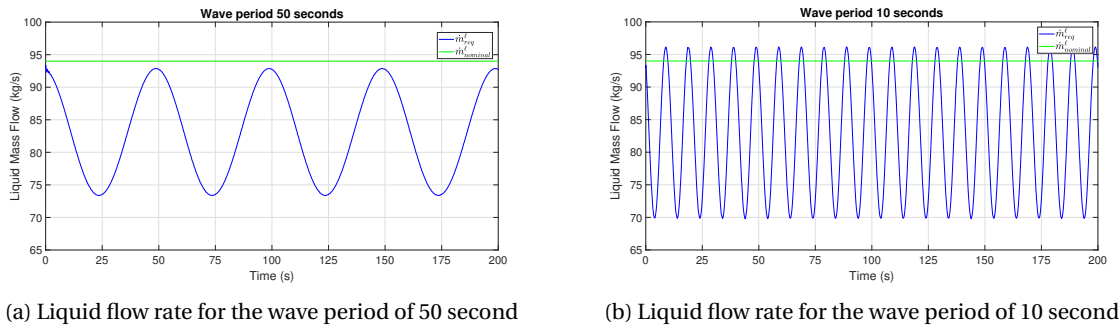 Wave period 50 seconds
100
95
90
85
80
75
70
65
Liquid Mass Flow (kg/s)
ṁ^ℓ_req
ṁ^ℓ_nominal
0 25 50 75 100 125 150 175 200
Time (s)
(a) Liquid flow rate for the wave period of 50 second
Wave period 10 seconds
100
95
90
85
80
75
70
65
Liquid Mass Flow (kg/s)
ṁ^ℓ_req
ṁ^ℓ_nominal
0 25 50 75 100 125 150 175 200
Time (s)
(b) Liquid flow rate for the wave period of 10 second